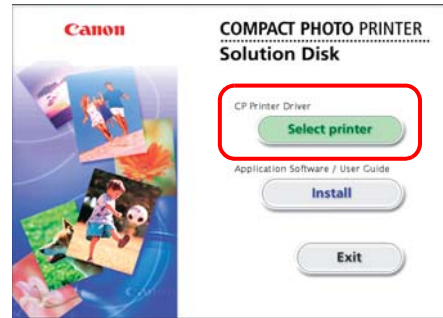 Canon
COMPACT PHOTO PRINTER
Solution Disk
CP Printer Driver
Select printer
Application Software / User Guide
Install
Exit